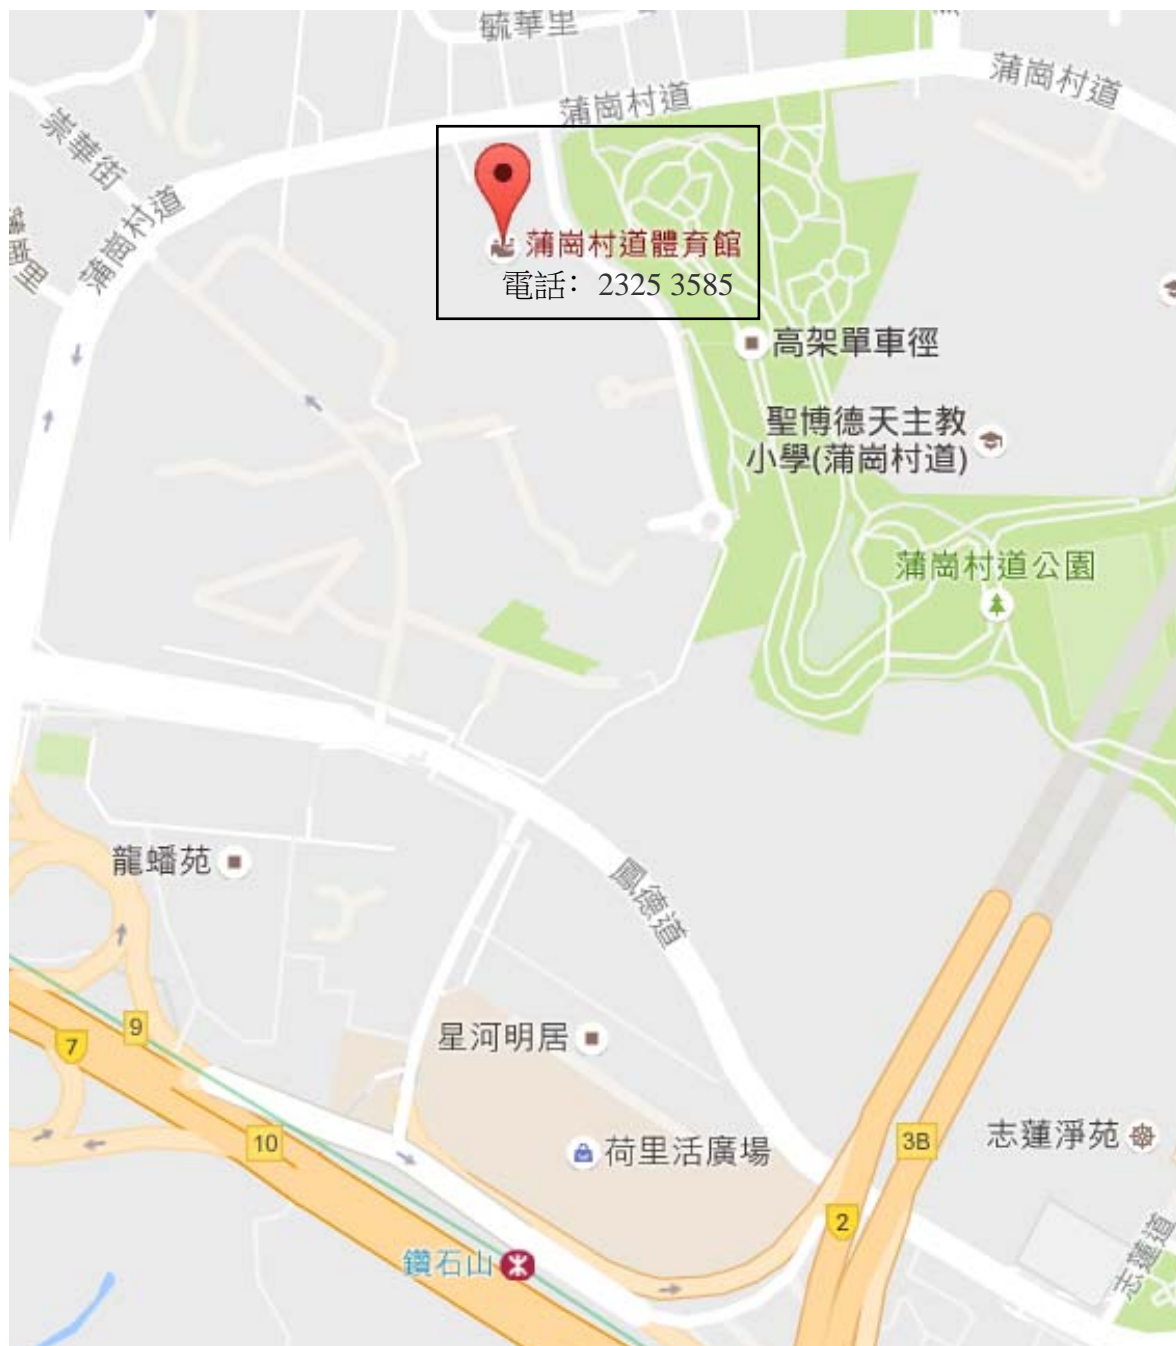 毓華里
蒲崗村道
蒲崗村道
崇華街
蒲崗村道
蒲崗村道體育館
電話： 2325 3585
高架單車徑
聖博德天主教
小學(蒲崗村道)
蒲崗村道公園
龍蟠苑
鳳德道
9
7
星河明居
10
3B
志蓮淨苑
荷里活廣場
2
鑽石山
志蓮道